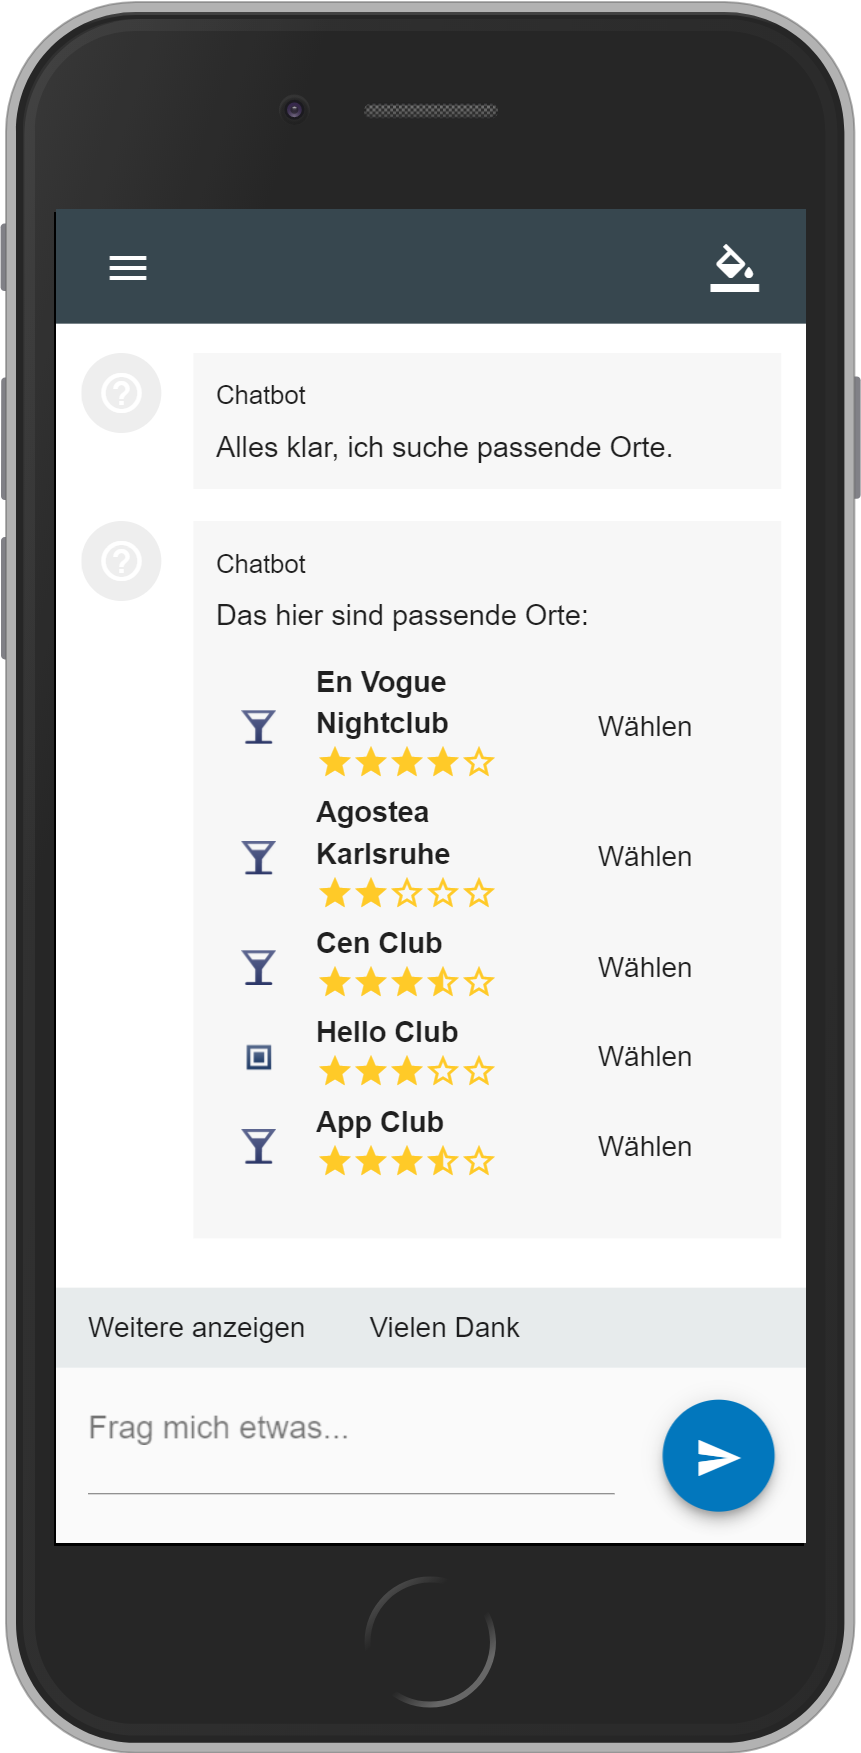 Chatbot
Alles klar, ich suche passende Orte.
Chatbot
Das hier sind passende Orte:
En Vogue
Nightclub
Wählen
Agostea
Karlsruhe
Wählen
Cen Club
Wählen
Hello Club
Wählen
App Club
Wählen
Weitere anzeigen Vielen Dank
Frag mich etwas...